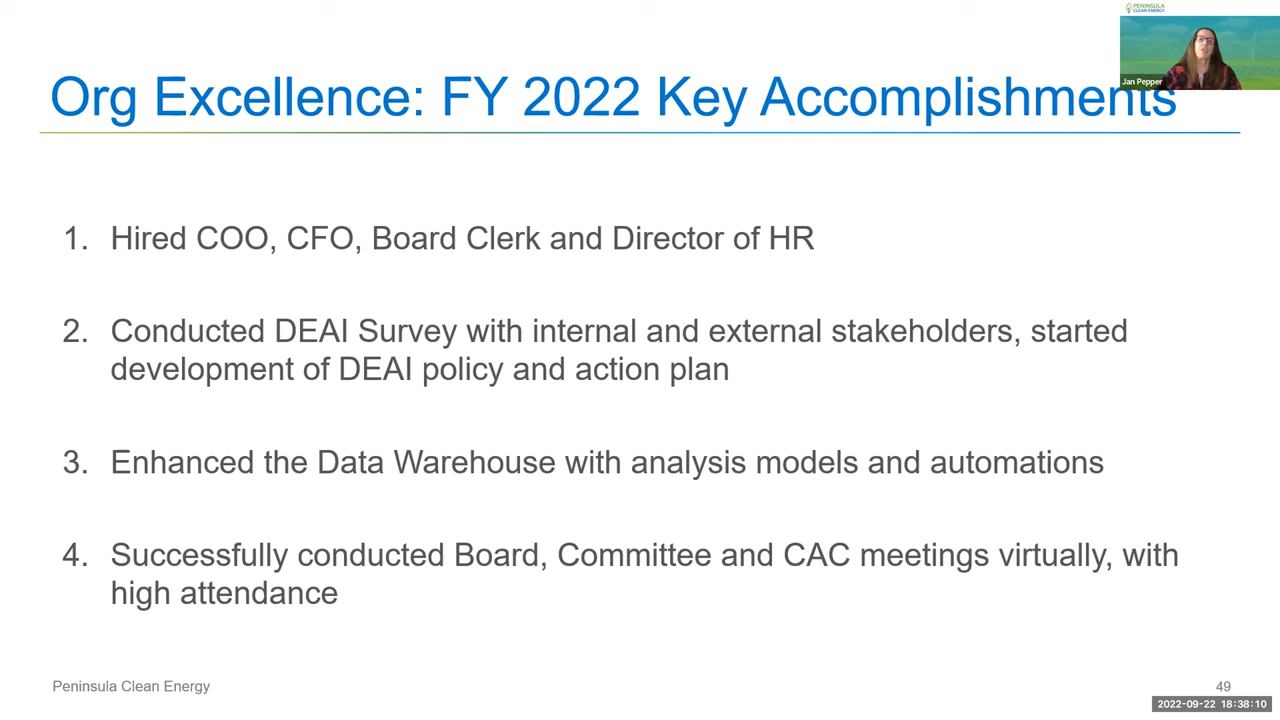 PENINSULA
CLEAN ENERGY
Jan Pepper
Org Excellence: FY 2022 Key Accomplishments
1. Hired COO, CFO, Board Clerk and Director of HR
2. Conducted DEAI Survey with internal and external stakeholders, started
development of DEAI policy and action plan
3. Enhanced the Data Warehouse with analysis models and automations
4. Successfully conducted Board, Committee and CAC meetings virtually, with
high attendance
Peninsula Clean Energy
49
2022-09-22 18:38:10